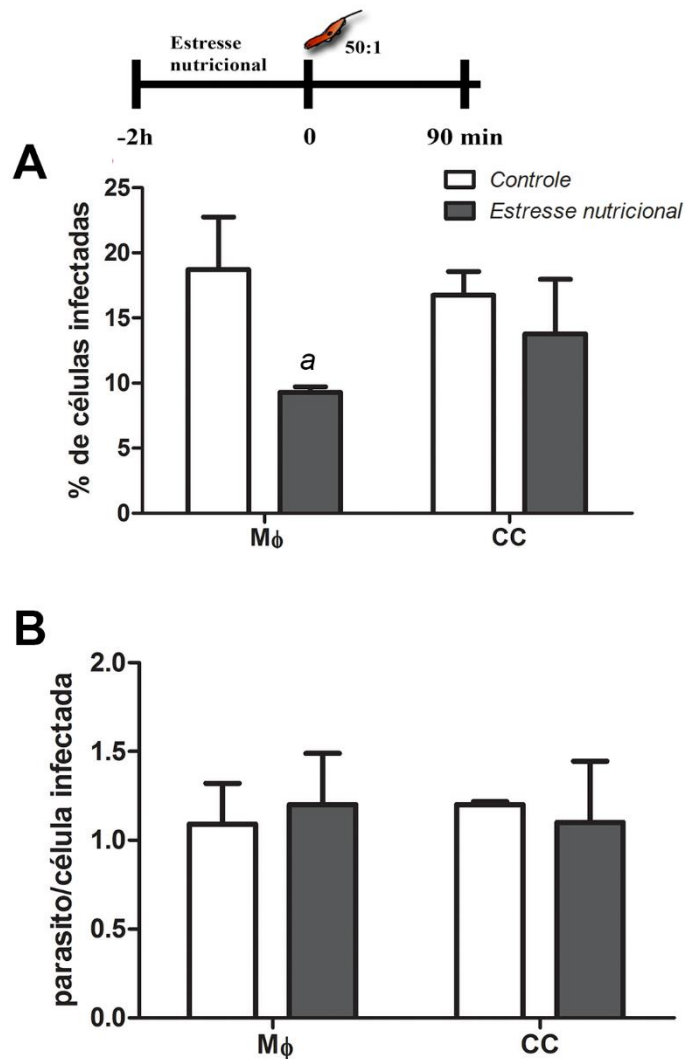 Estresse
nutricional
50:1
-2h 0 90 min
A
% de células infectadas
25
20
15
10
5
0
Controle
Estresse nutricional
a
Mϕ CC
B
parasito/célula infectada
2.0
1.5
1.0
0.5
0.0
Mϕ CC